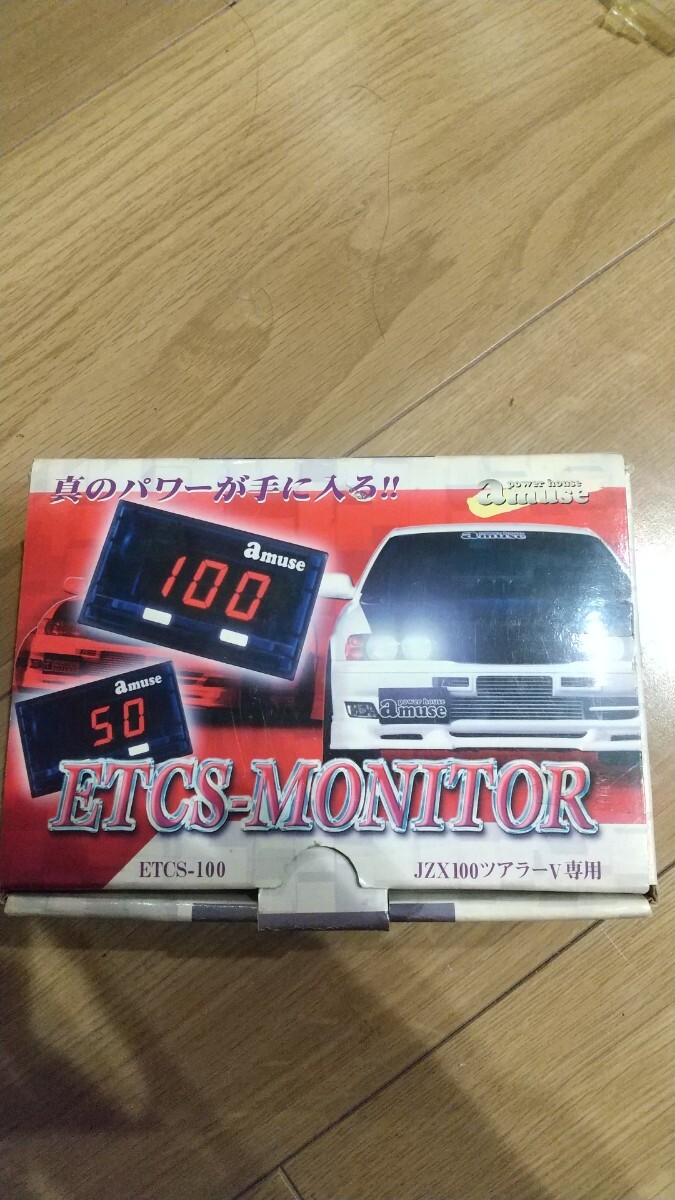 真のパワーが手に入る!!
power house
amuse
amuse
100
amuse
50
amuse
power house
amuse
ETCS-MONITOR
ETCS-100
JZX100ツアラーV専用